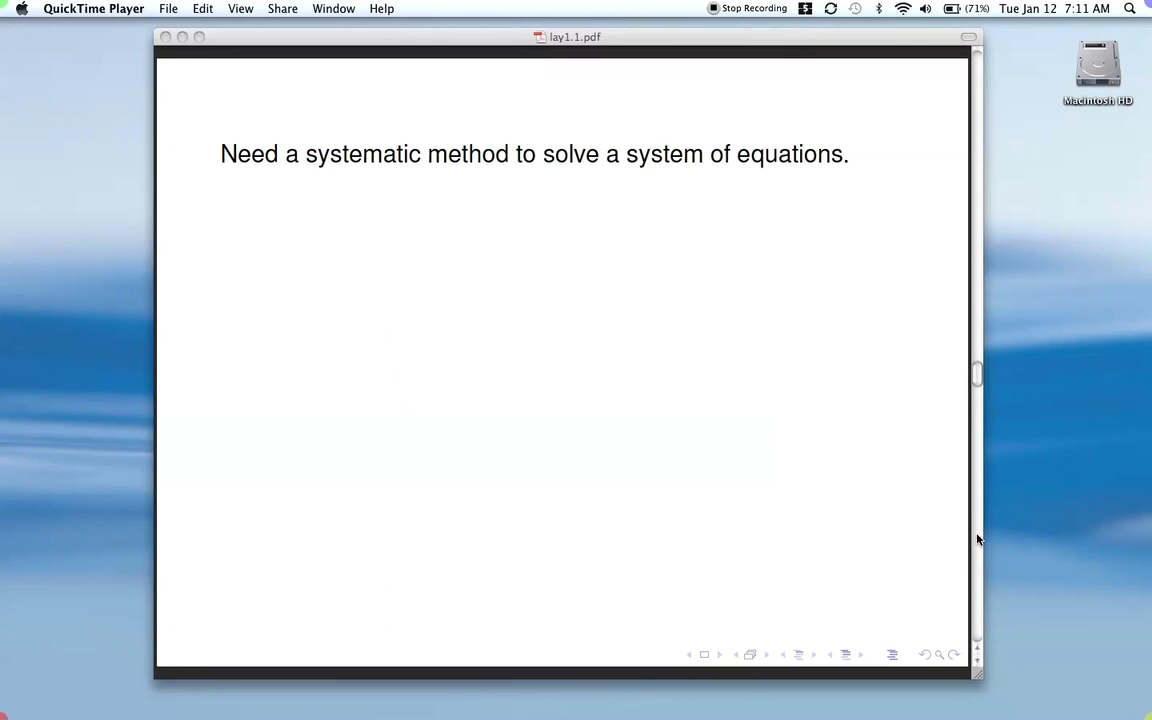 QuickTime Player File Edit View Share Window Help Stop Recording (71%) Tue Jan 12 7:11 AM
lay1.1.pdf
Macintosh HD
Need a systematic method to solve a system of equations.